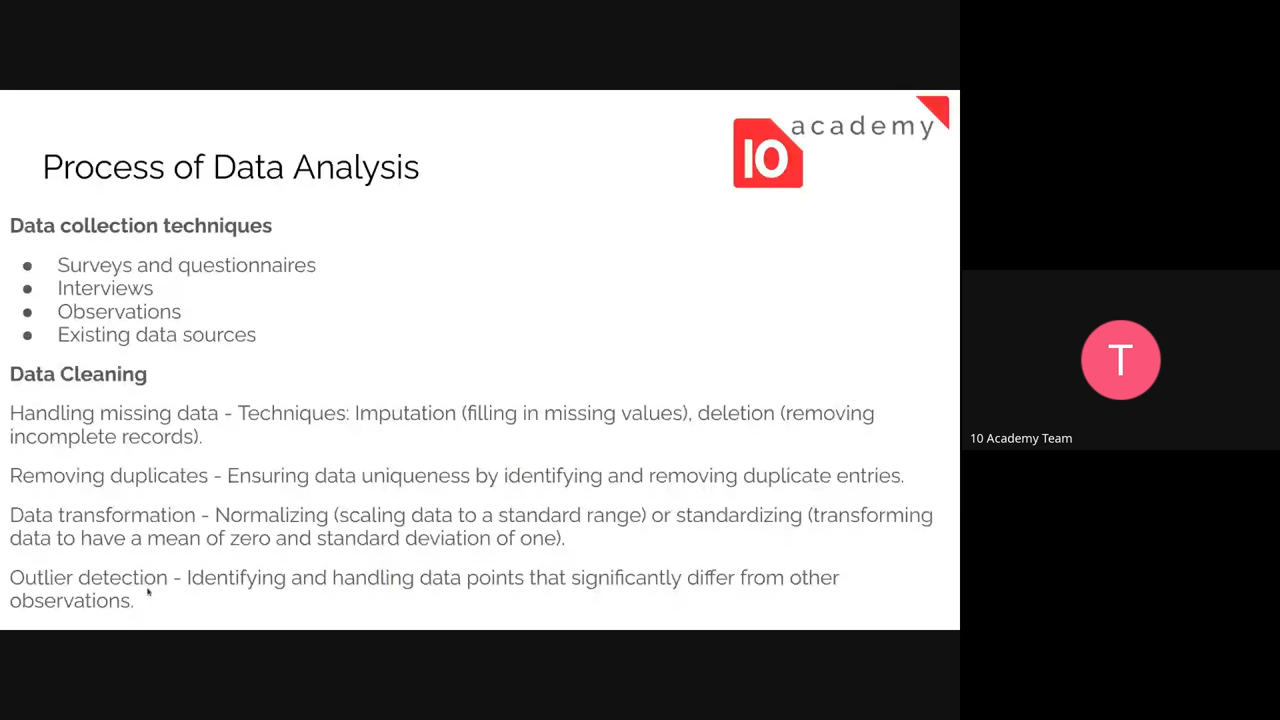 10 academy
Process of Data Analysis
Data collection techniques
● Surveys and questionnaires
● Interviews
● Observations
● Existing data sources
Data Cleaning
Handling missing data - Techniques: Imputation (filling in missing values), deletion (removing
incomplete records).
Removing duplicates - Ensuring data uniqueness by identifying and removing duplicate entries.
Data transformation - Normalizing (scaling data to a standard range) or standardizing (transforming
data to have a mean of zero and standard deviation of one).
Outlier detection - Identifying and handling data points that significantly differ from other
observations.
T
10 Academy Team